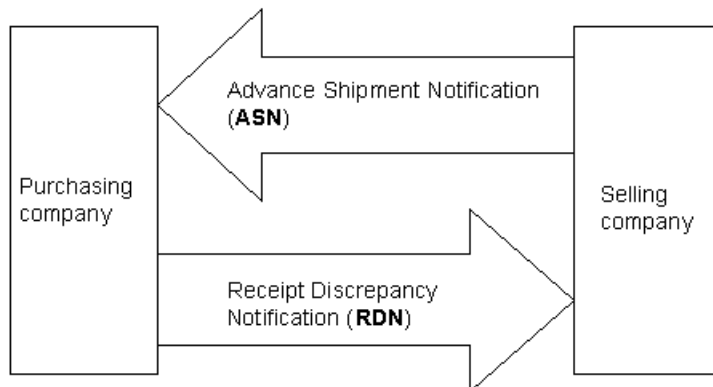 Advance Shipment Notification
(ASN)
Purchasing
company
Selling
company
Receipt Discrepancy
Notification (RDN)